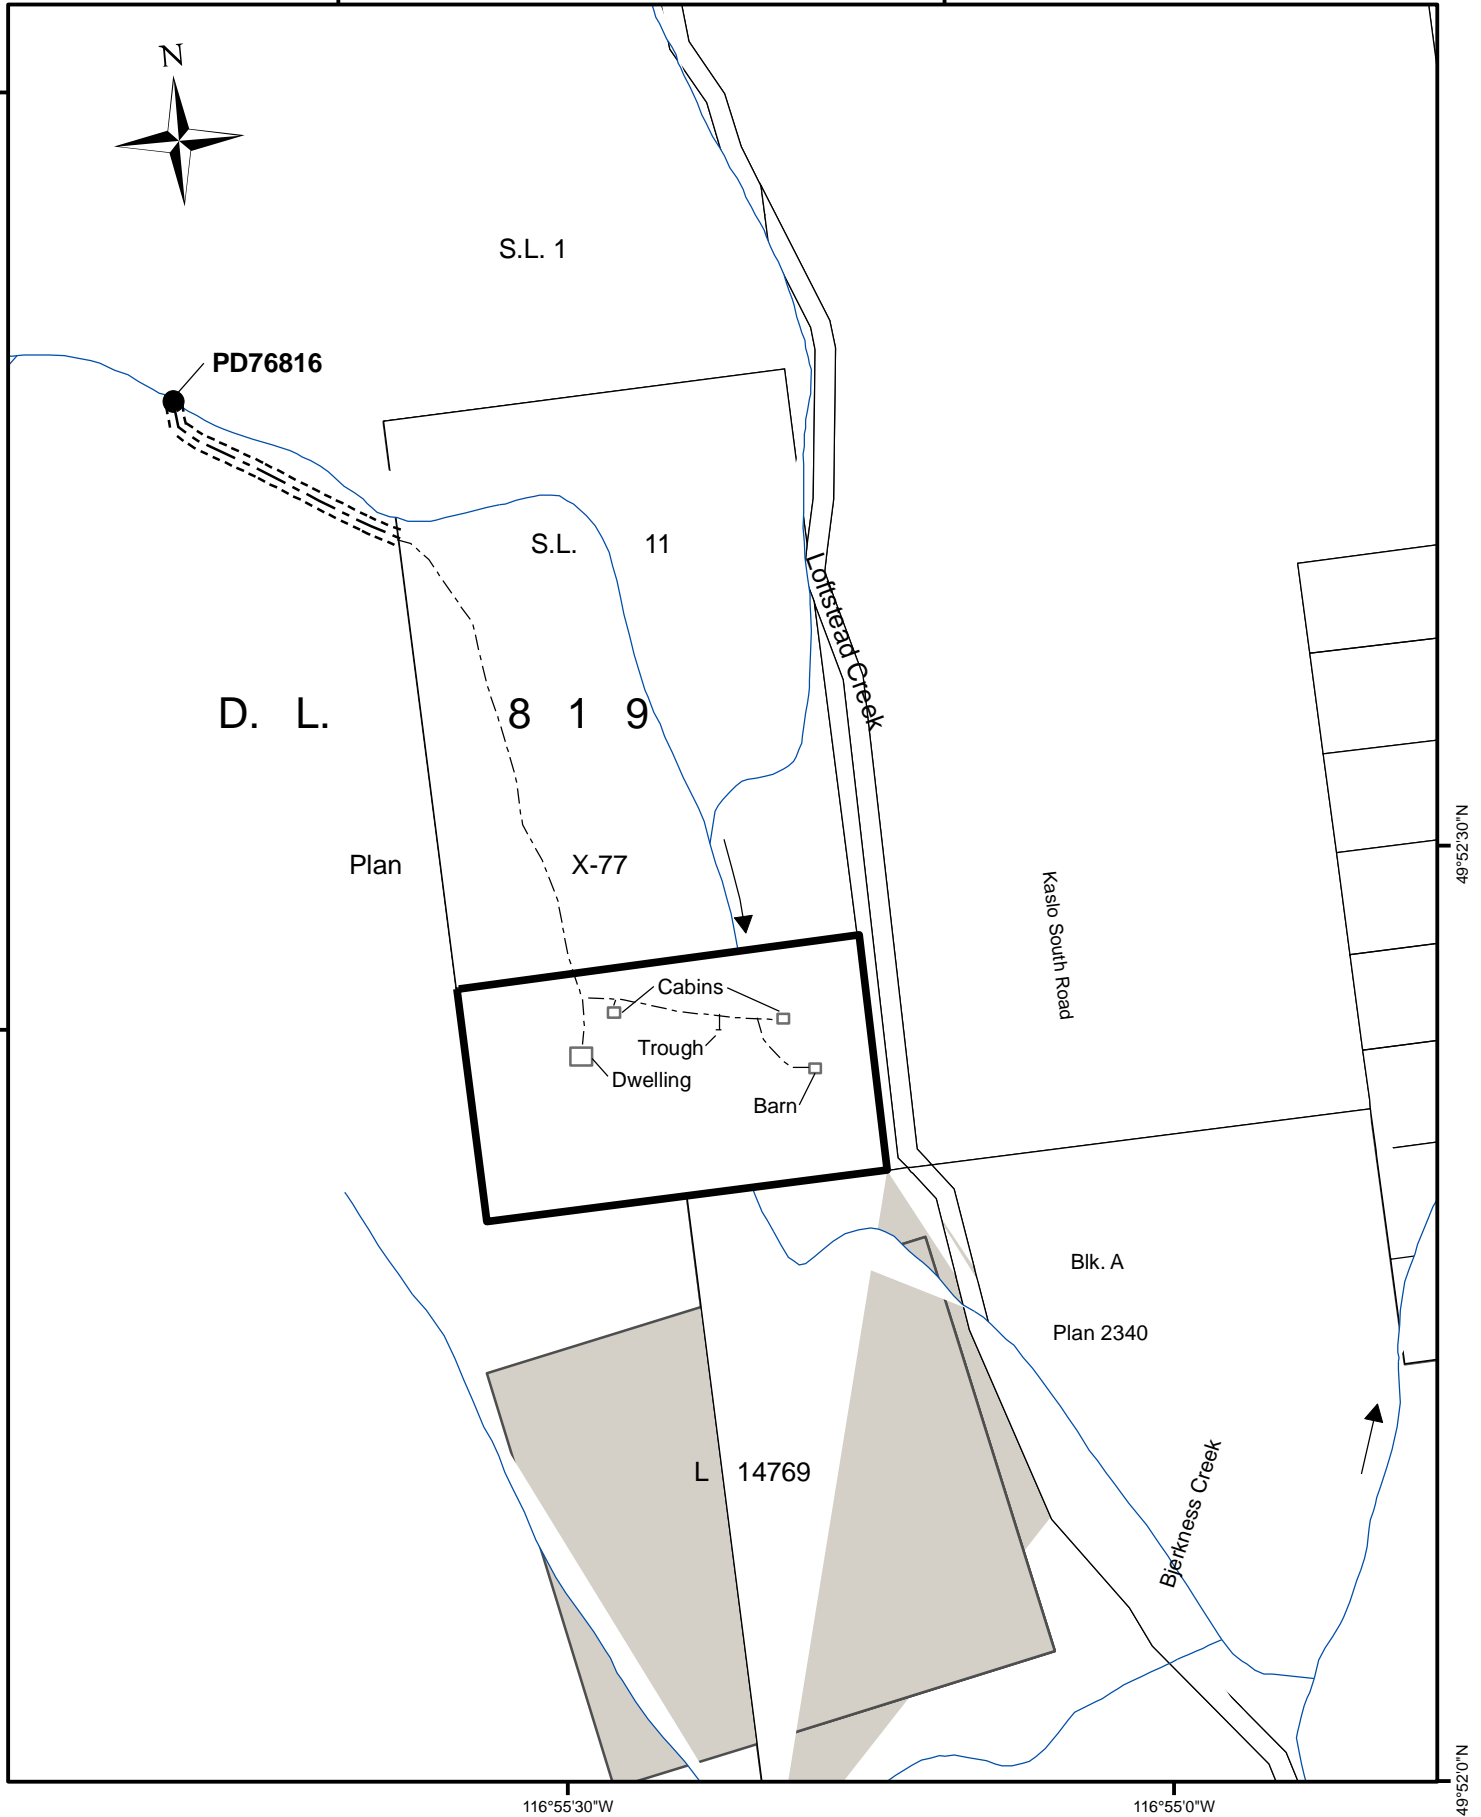 N
S.L. 1
PD76816
S.L. 11
Loftstead Creek
D. L. 8 1 9
49°52'30"N
Plan X-77
Kaslo South Road
Cabins
Trough
Dwelling
Barn
Blk. A
Plan 2340
L 14769
Bjerkness Creek
49°52'0"N
116°55'30"W
116°55'0"W